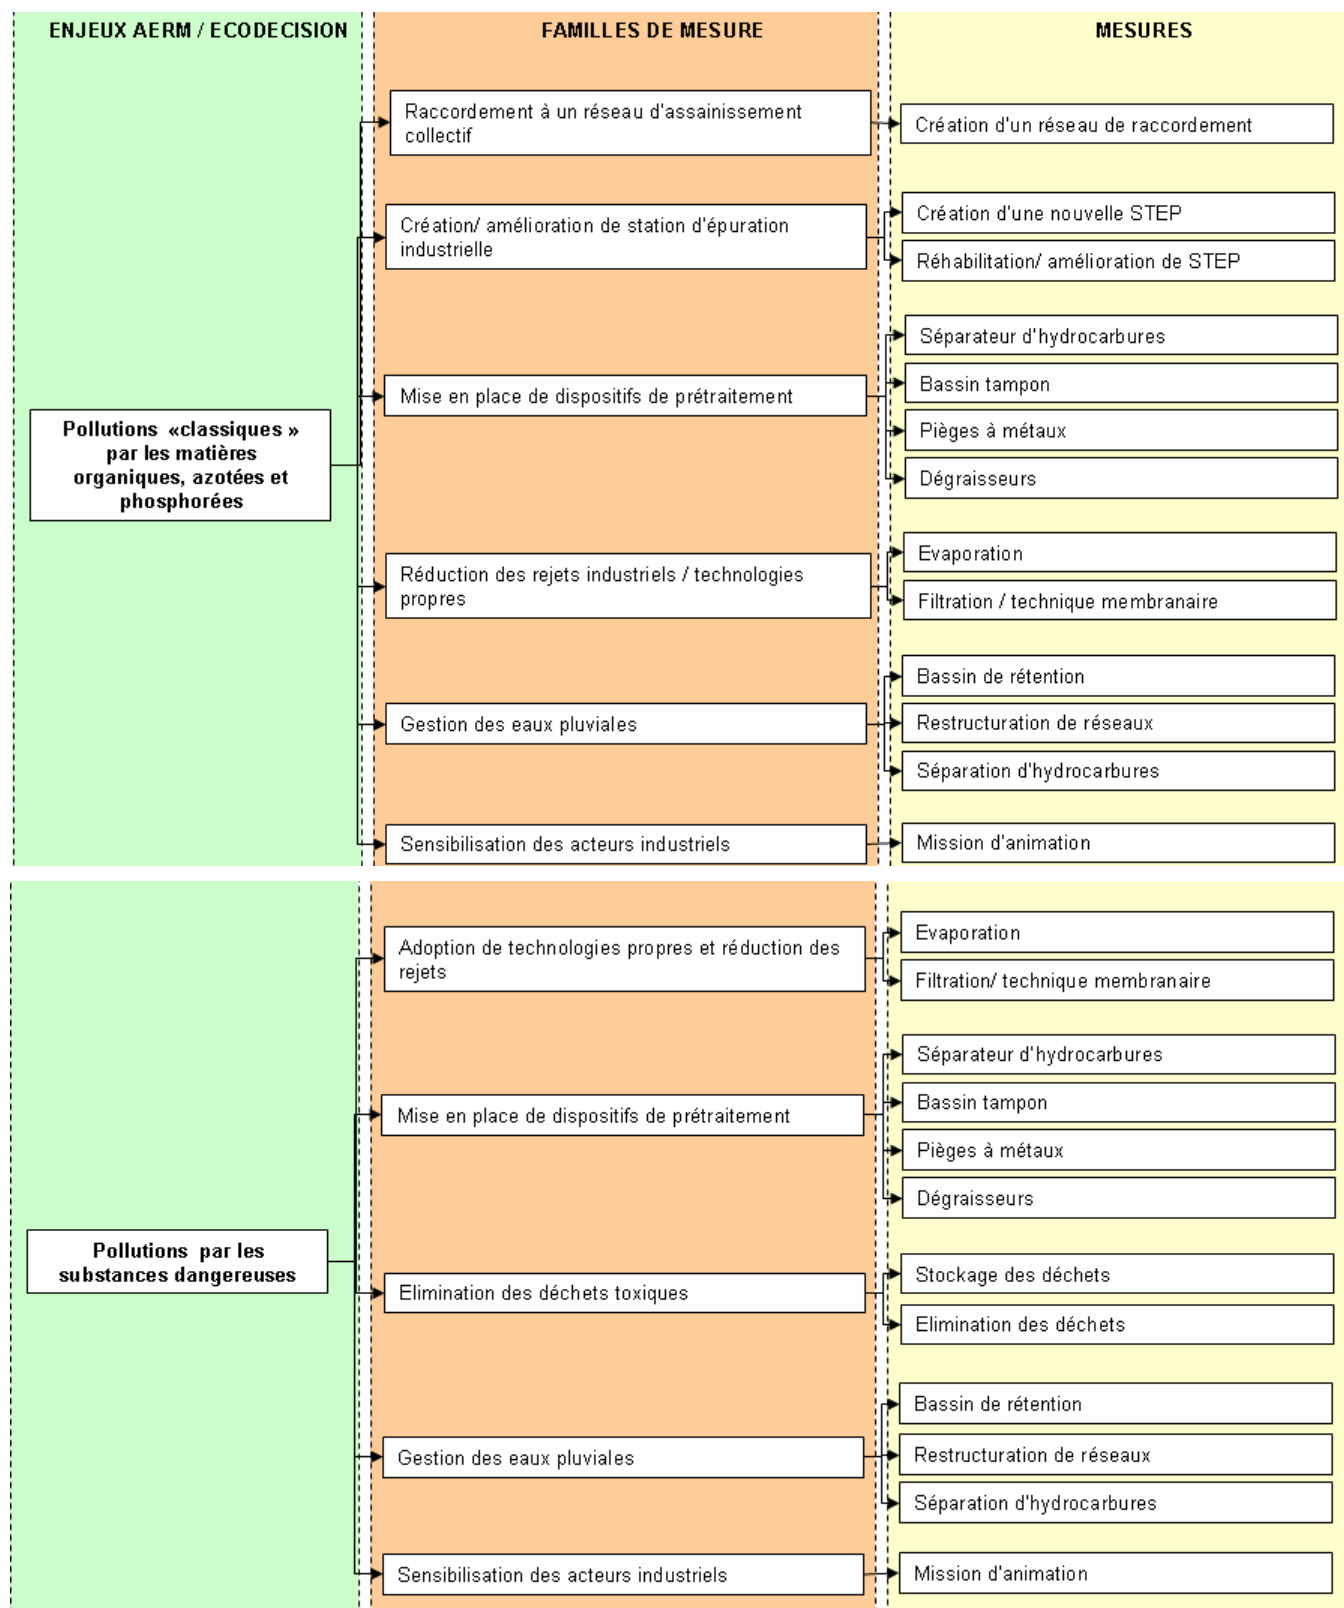 ENJEUX AERM / ECODECISION
FAMILLES DE MESURE
MESURES
Pollutions «classiques »
par les matières
organiques, azotées et
phosphorées
Raccordement à un réseau d'assainissement
collectif
Création d'un réseau de raccordement
Création/ amélioration de station d'épuration
industrielle
Création d'une nouvelle STEP
Réhabilitation/ amélioration de STEP
Mise en place de dispositifs de prétraitement
Séparateur d'hydrocarbures
Bassin tampon
Pièges à métaux
Dégraisseurs
Réduction des rejets industriels / technologies
propres
Evaporation
Filtration / technique membranaire
Gestion des eaux pluviales
Bassin de rétention
Restructuration de réseaux
Séparation d'hydrocarbures
Sensibilisation des acteurs industriels
Mission d'animation
Pollutions par les
substances dangereuses
Adoption de technologies propres et réduction des
rejets
Evaporation
Filtration/ technique membranaire
Mise en place de dispositifs de prétraitement
Séparateur d'hydrocarbures
Bassin tampon
Pièges à métaux
Dégraisseurs
Elimination des déchets toxiques
Stockage des déchets
Elimination des déchets
Gestion des eaux pluviales
Bassin de rétention
Restructuration de réseaux
Séparation d'hydrocarbures
Sensibilisation des acteurs industriels
Mission d'animation